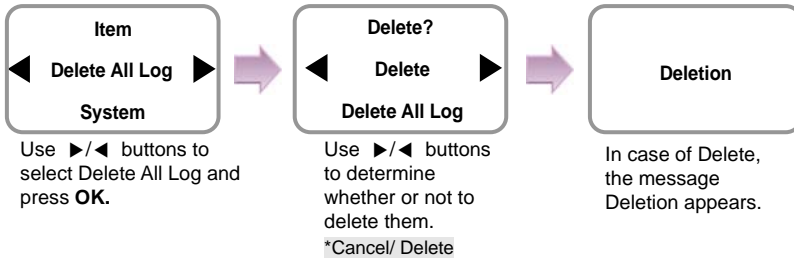 Item
◀ Delete All Log ▶
System
Use ▶/◀ buttons to
select Delete All Log and
press OK.
Delete?
◀ Delete ▶
Delete All Log
Use ▶/◀ buttons
to determine
whether or not to
delete them.
*Cancel/ Delete
Deletion
In case of Delete,
the message
Deletion appears.